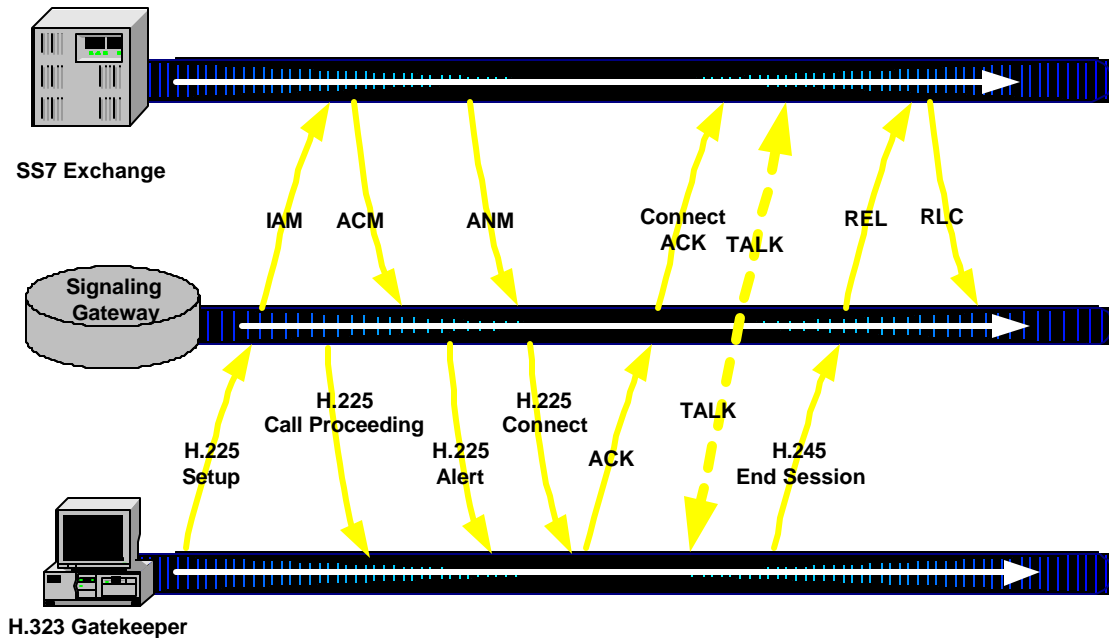 SS7 Exchange
IAM
ACM
ANM
Connect
ACK
TALK
REL
RLC
Signaling
Gateway
H.225
Setup
H.225
Call Proceeding
H.225
Alert
H.225
Connect
ACK
TALK
H.245
End Session
H.323 Gatekeeper